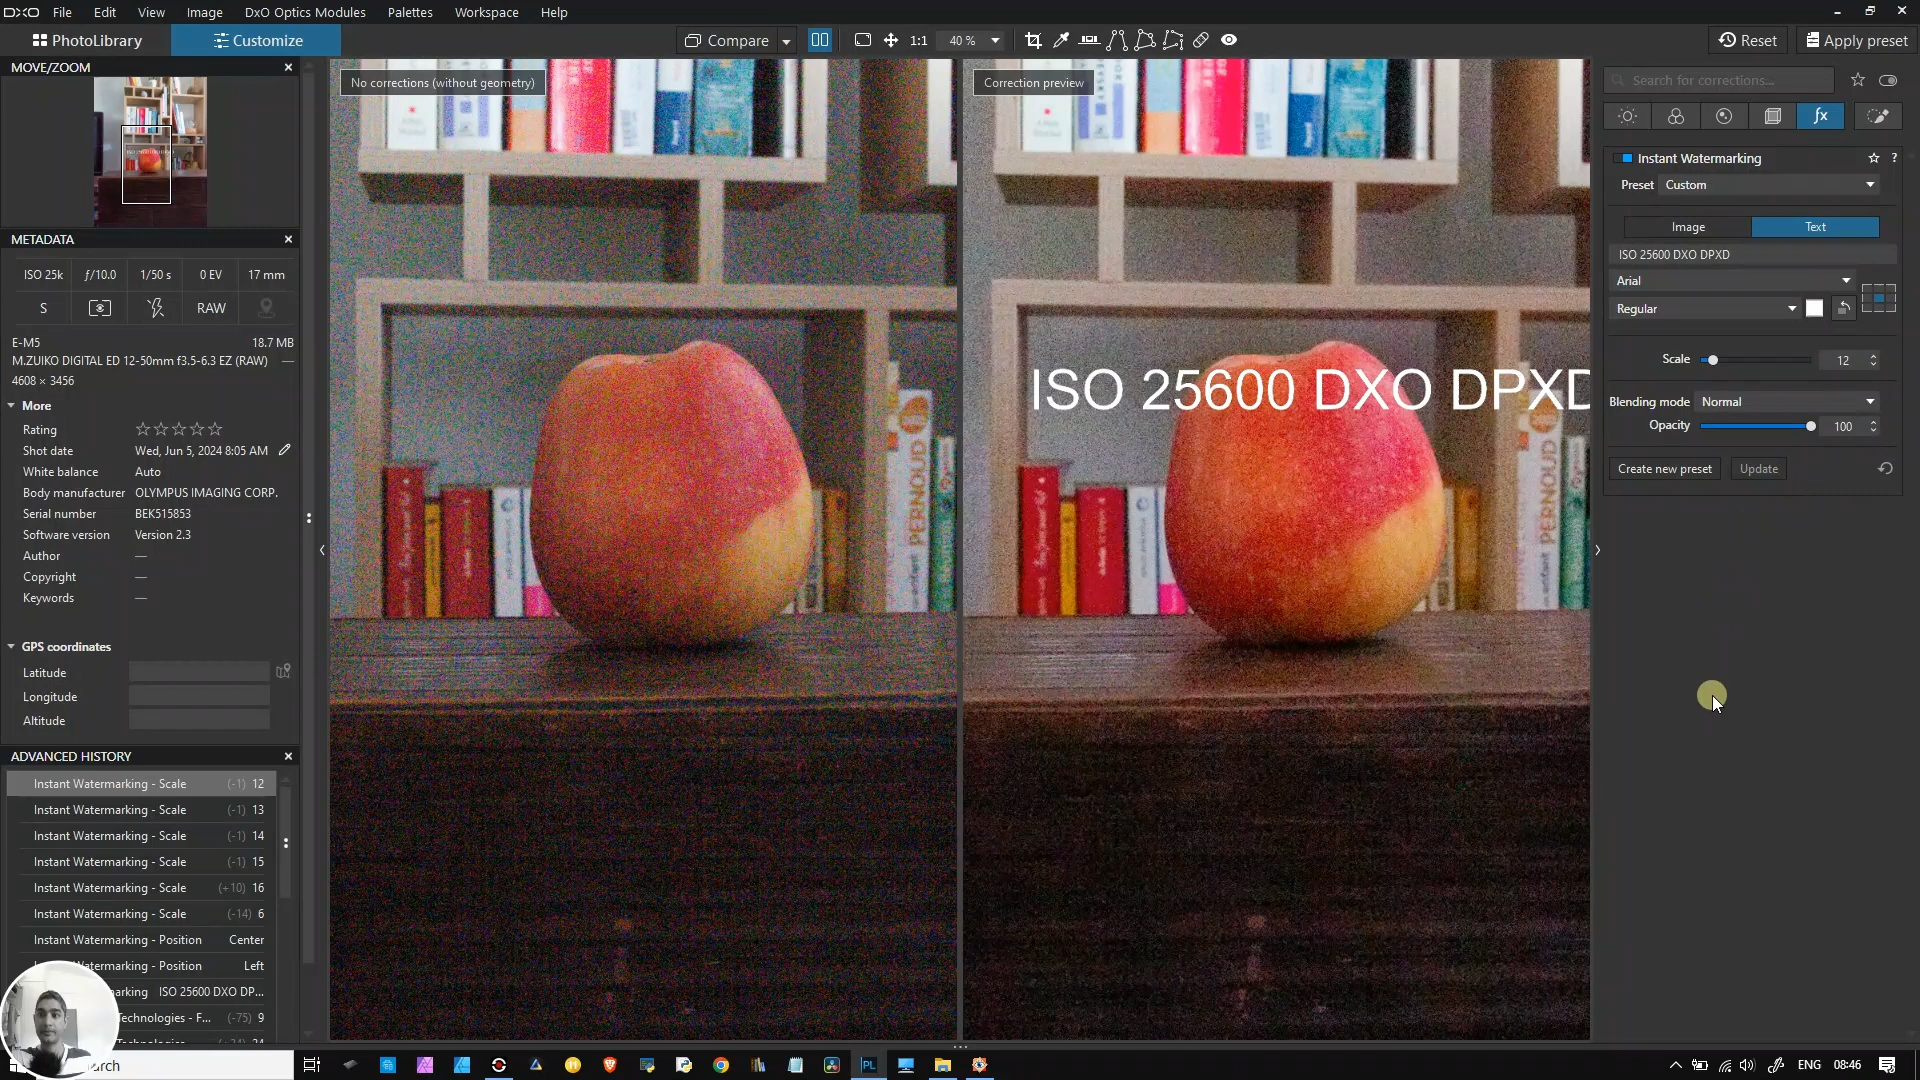 DXO File Edit View Image DxO Optics Modules Palettes Workspace Help
PhotoLibrary Customize Compare 1:1 40 % Reset Apply preset
MOVE/ZOOM
METADATA
ISO 25k ƒ/10.0 1/50 s 0 EV 17 mm
S RAW
E-M5 18.7 MB
M.ZUIKO DIGITAL ED 12-50mm f3.5-6.3 EZ (RAW) —
4608 × 3456
More
Rating
Shot date Wed, Jun 5, 2024 8:05 AM
White balance Auto
Body manufacturer OLYMPUS IMAGING CORP.
Serial number BEK515853
Software version Version 2.3
Author —
Copyright —
Keywords —
GPS coordinates
Latitude
Longitude
Altitude
ADVANCED HISTORY
Instant Watermarking - Scale (-1) 12
Instant Watermarking - Scale (-1) 13
Instant Watermarking - Scale (-1) 14
Instant Watermarking - Scale (-1) 15
Instant Watermarking - Scale (+10) 16
Instant Watermarking - Scale (-14) 6
Instant Watermarking - Position Center
atermarking - Position Left
arking ISO 25600 DXO DP...
Technologies - F... (-75) 9
No corrections (without geometry)
PERNOUD
Correction preview
ISO 25600 DXO DPXD
PERNOUD
Search for corrections...
fx
Instant Watermarking ?
Preset Custom
Image Text
ISO 25600 DXO DPXD
Arial
Regular
Scale 12
Blending mode Normal
Opacity 100
Create new preset Update
arch PL ENG 08:46